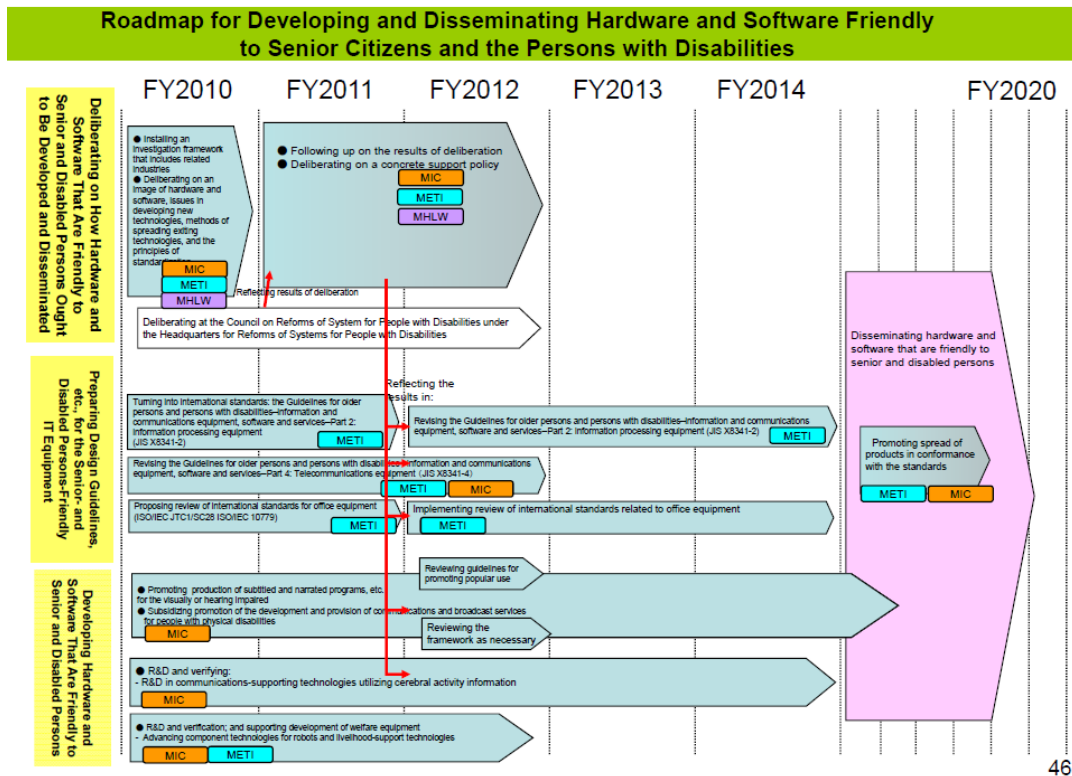 Roadmap for Developing and Disseminating Hardware and Software Friendly
to Senior Citizens and the Persons with Disabilities
FY2010
FY2011
FY2012
FY2013
FY2014
FY2020
Deliberating on How Hardware and
Software That Are Friendly to
Senior and Disabled Persons Ought
to Be Developed and Disseminated
● Installing an
investigation framework
that includes related
industries
● Deliberating on an
image of hardware and
software, issues in
developing new
technologies, methods of
spreading exiting
technologies, and the
principles of
MIC
METI
MHLW
● Following up on the results of deliberation
● Deliberating on a concrete support policy
MIC
METI
MHLW
Reflecting results of deliberation
Deliberating at the Council on Reforms of System for People with Disabilities under
the Headquarters for Reforms of Systems for People with Disabilities
Disseminating hardware and
software that are friendly to
senior and disabled persons
Preparing Design Guidelines,
etc., for the Senior- and
Disabled Persons-Friendly
IT Equipment
Reflecting the
results in:
Turning into international standards: the Guidelines for older
persons and persons with disabilities–Information and
communications equipment, software and services–Part 2:
Information processing equipment
(JIS X8341-2)
METI
Revising the Guidelines for older persons and persons with disabilities–Information and communications
equipment, software and services–Part 2: Information processing equipment (JIS X8341-2)
METI
Revising the Guidelines for older persons and persons with disabilities–Information and communications
equipment, software and services–Part 4: Telecommunications equipment (JIS X8341-4)
METI
MIC
Proposing review of international standards for office equipment
(ISO/IEC JTC1/SC28 ISO/IEC 10779)
METI
Implementing review of international standards related to office equipment
METI
Promoting spread of
products in conformance
with the standards
METI
MIC
Developing Hardware and
Software That Are Friendly to
Senior and Disabled Persons
Reviewing guidelines for
promoting popular use
● Promoting production of subtitled and narrated programs, etc.
for the visually or hearing impaired
● Subsidizing promotion of the development and provision of communications and broadcast services
for people with physical disabilities
MIC
Reviewing the
framework as necessary
● R&D and verifying:
- R&D in communications-supporting technologies utilizing cerebral activity information
MIC
● R&D and verification; and supporting development of welfare equipment
- Advancing component technologies for robots and livelihood-support technologies
MIC
METI
46